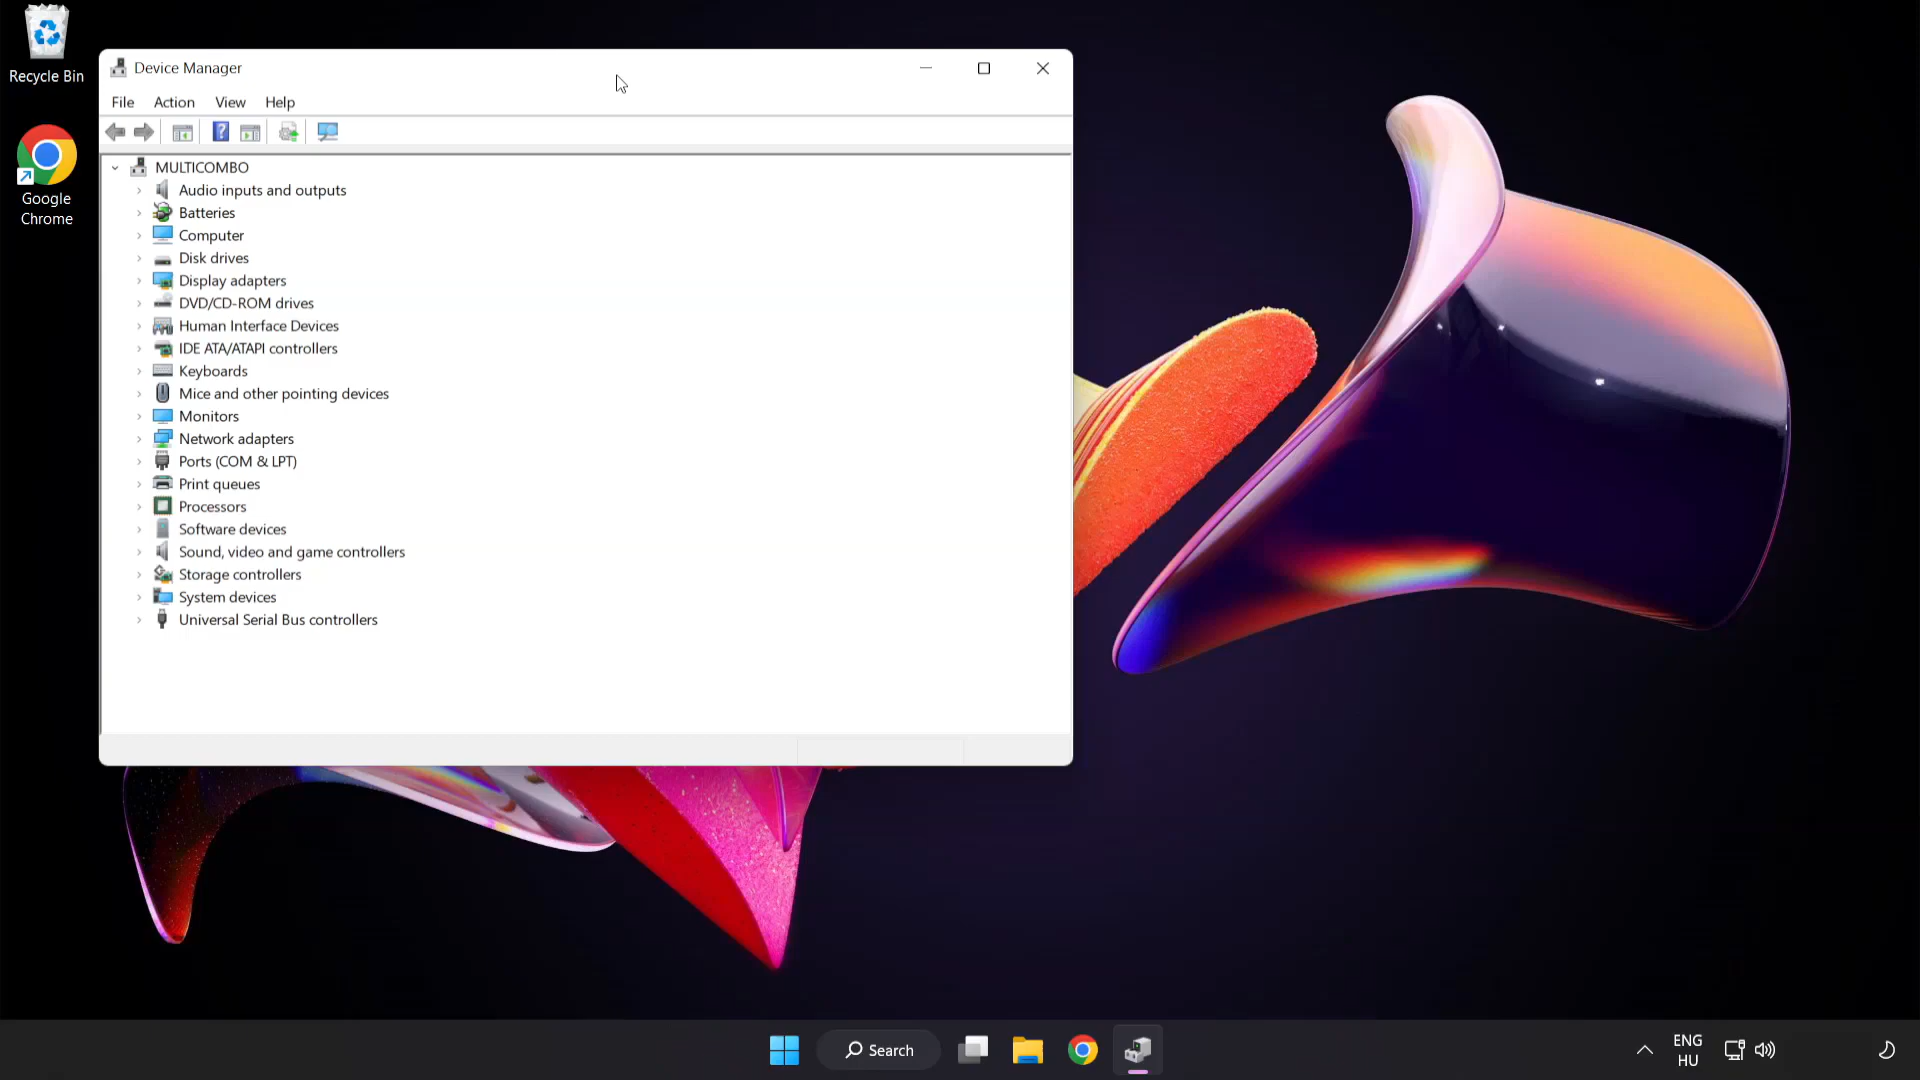 Recycle Bin
Google
Chrome
Device Manager
File Action View Help
MULTICOMBO
Audio inputs and outputs
Batteries
Computer
Disk drives
Display adapters
DVD/CD-ROM drives
Human Interface Devices
IDE ATA/ATAPI controllers
Keyboards
Mice and other pointing devices
Monitors
Network adapters
Ports (COM & LPT)
Print queues
Processors
Software devices
Sound, video and game controllers
Storage controllers
System devices
Universal Serial Bus controllers
Search
ENG
HU